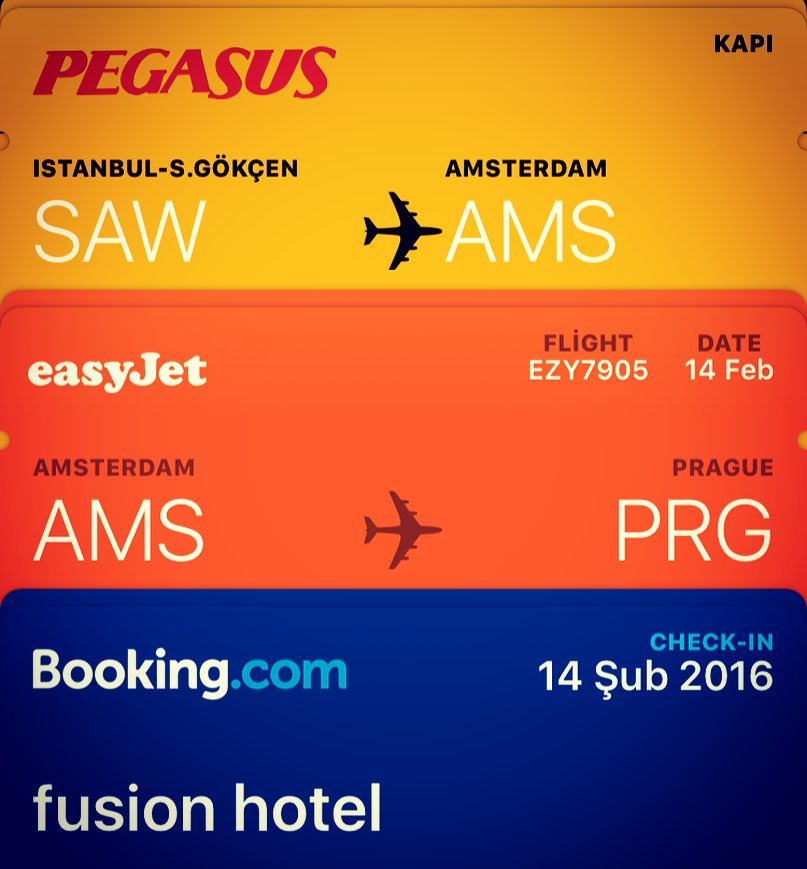 PEGASUS
KAPI
ISTANBUL-S.GÖKÇEN AMSTERDAM
SAW AMS
easyJet
FLİGHT DATE
EZY7905 14 Feb
AMSTERDAM PRAGUE
AMS PRG
Booking.com
CHECK-IN
14 Şub 2016
fusion hotel